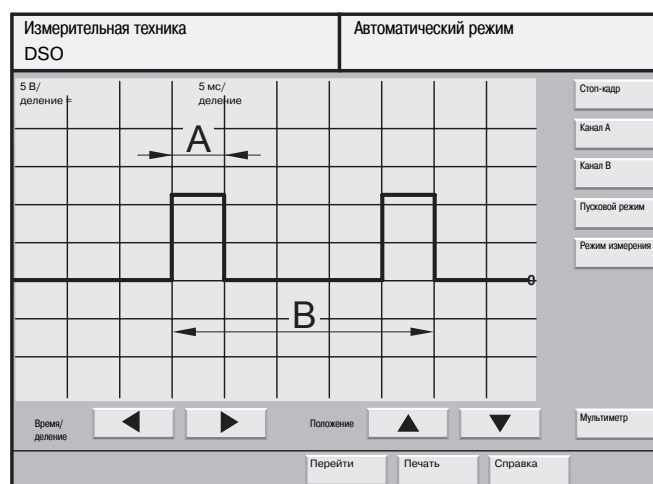 Измерительная техника
DSO
Автоматический режим
5 В/
деление =
5 мс/
деление
A
B
0
Стоп-кадр
Канал А
Канал В
Пусковой режим
Режим измерения
Время/
деление
Положение
Мультиметр
Перейти
Печать
Справка